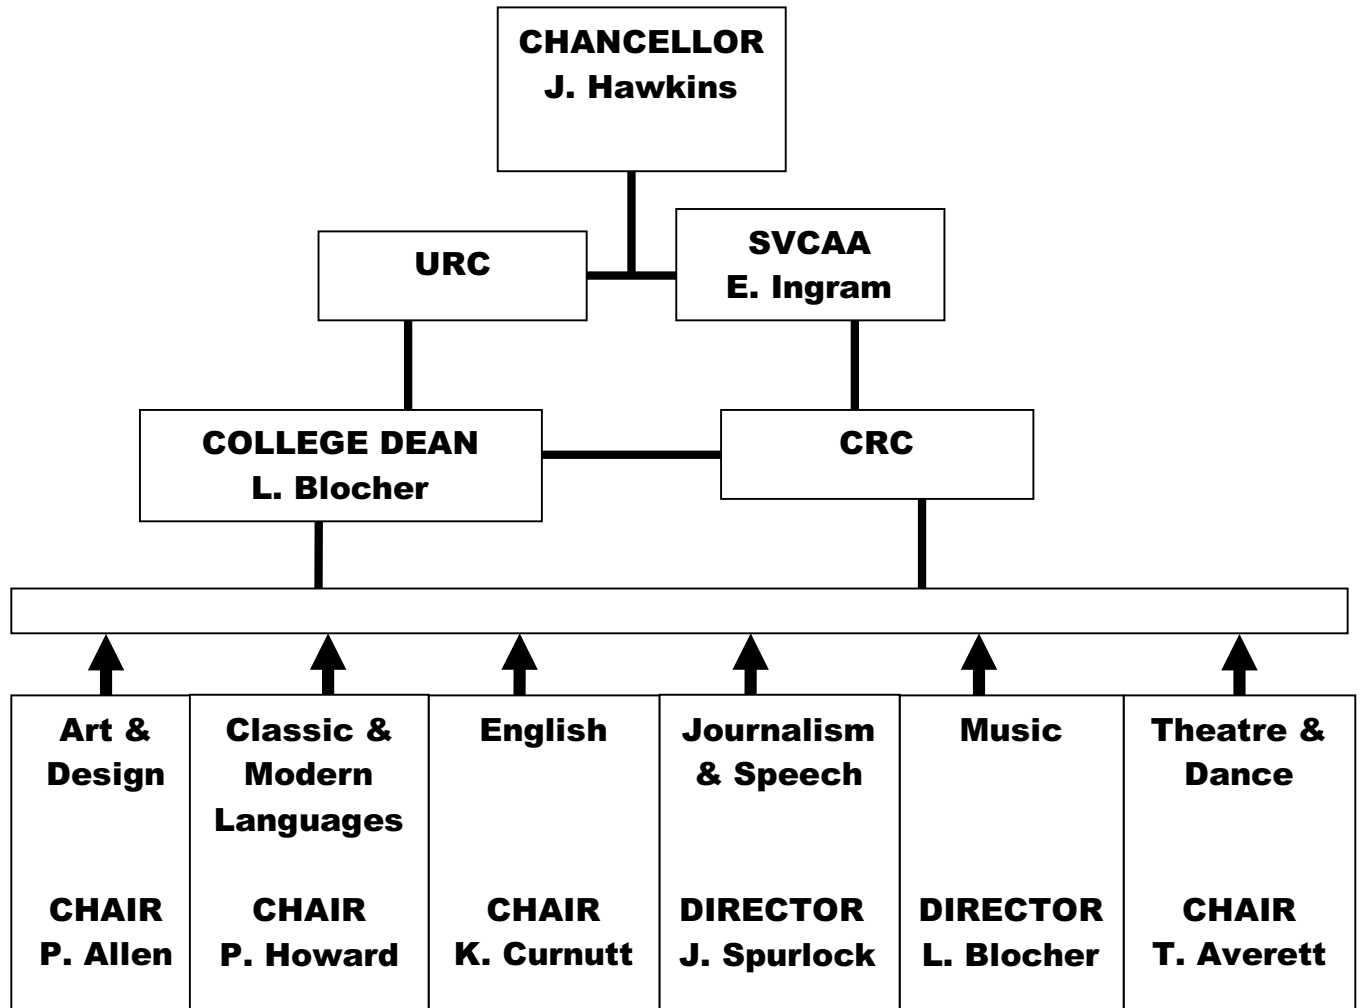 CHANCELLOR
J. Hawkins
URC
SVCAA
E. Ingram
COLLEGE DEAN
L. Blocher
CRC
Art &
Design
CHAIR
P. Allen
Classic &
Modern
Languages
CHAIR
P. Howard
English
CHAIR
K. Curnutt
Journalism
& Speech
DIRECTOR
J. Spurlock
Music
DIRECTOR
L. Blocher
Theatre &
Dance
CHAIR
T. Averett